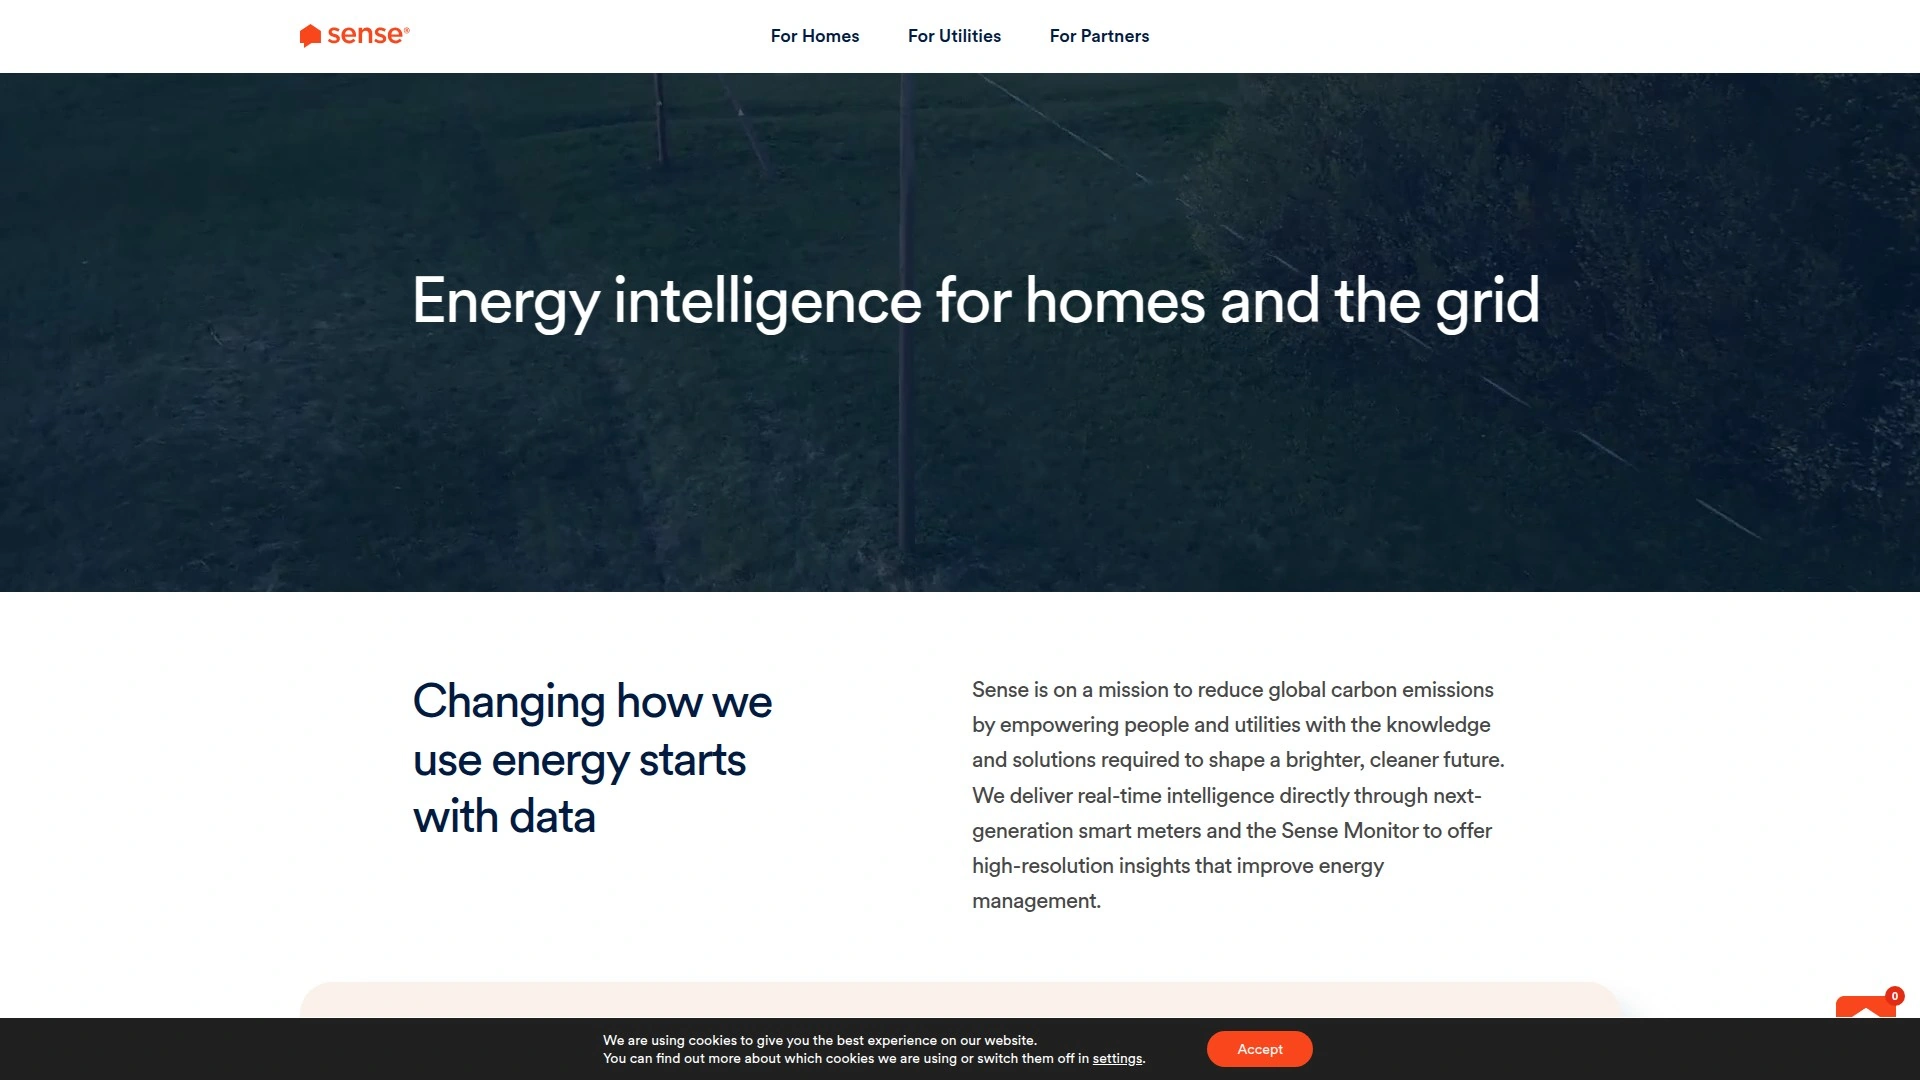 sense®
For Homes
For Utilities
For Partners
Energy intelligence for homes and the grid
Changing how we
use energy starts
with data
Sense is on a mission to reduce global carbon emissions
by empowering people and utilities with the knowledge
and solutions required to shape a brighter, cleaner future.
We deliver real-time intelligence directly through next-
generation smart meters and the Sense Monitor to offer
high-resolution insights that improve energy
management.
0
We are using cookies to give you the best experience on our website.
You can find out more about which cookies we are using or switch them off in settings.
Accept